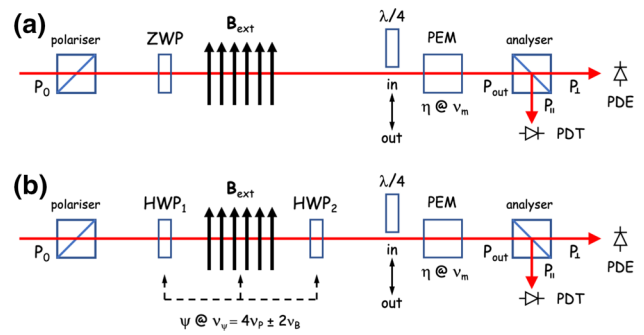 (a)
polariser
ZWP
B_ext
λ/4
PEM
analyser
P_0
in
out
η @ ν_m
P_out
P_⊥
P_||
PDE
PDT
(b)
polariser
HWP_1
B_ext
HWP_2
λ/4
PEM
analyser
P_0
in
out
η @ ν_m
P_out
P_⊥
P_||
PDE
PDT
ψ @ ν_ψ = 4ν_P ± 2ν_B